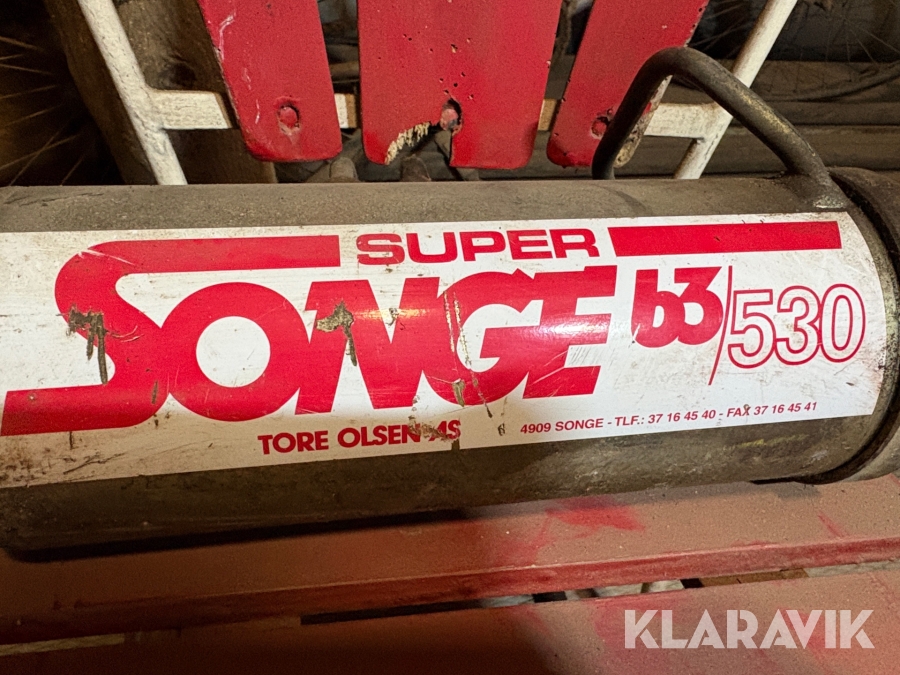 SUPER
SONGE b3/530
TORE OLSEN AS
4909 SONGE - TLF.: 37 16 45 40 - FAX 37 16 45 41
KLARAVIK